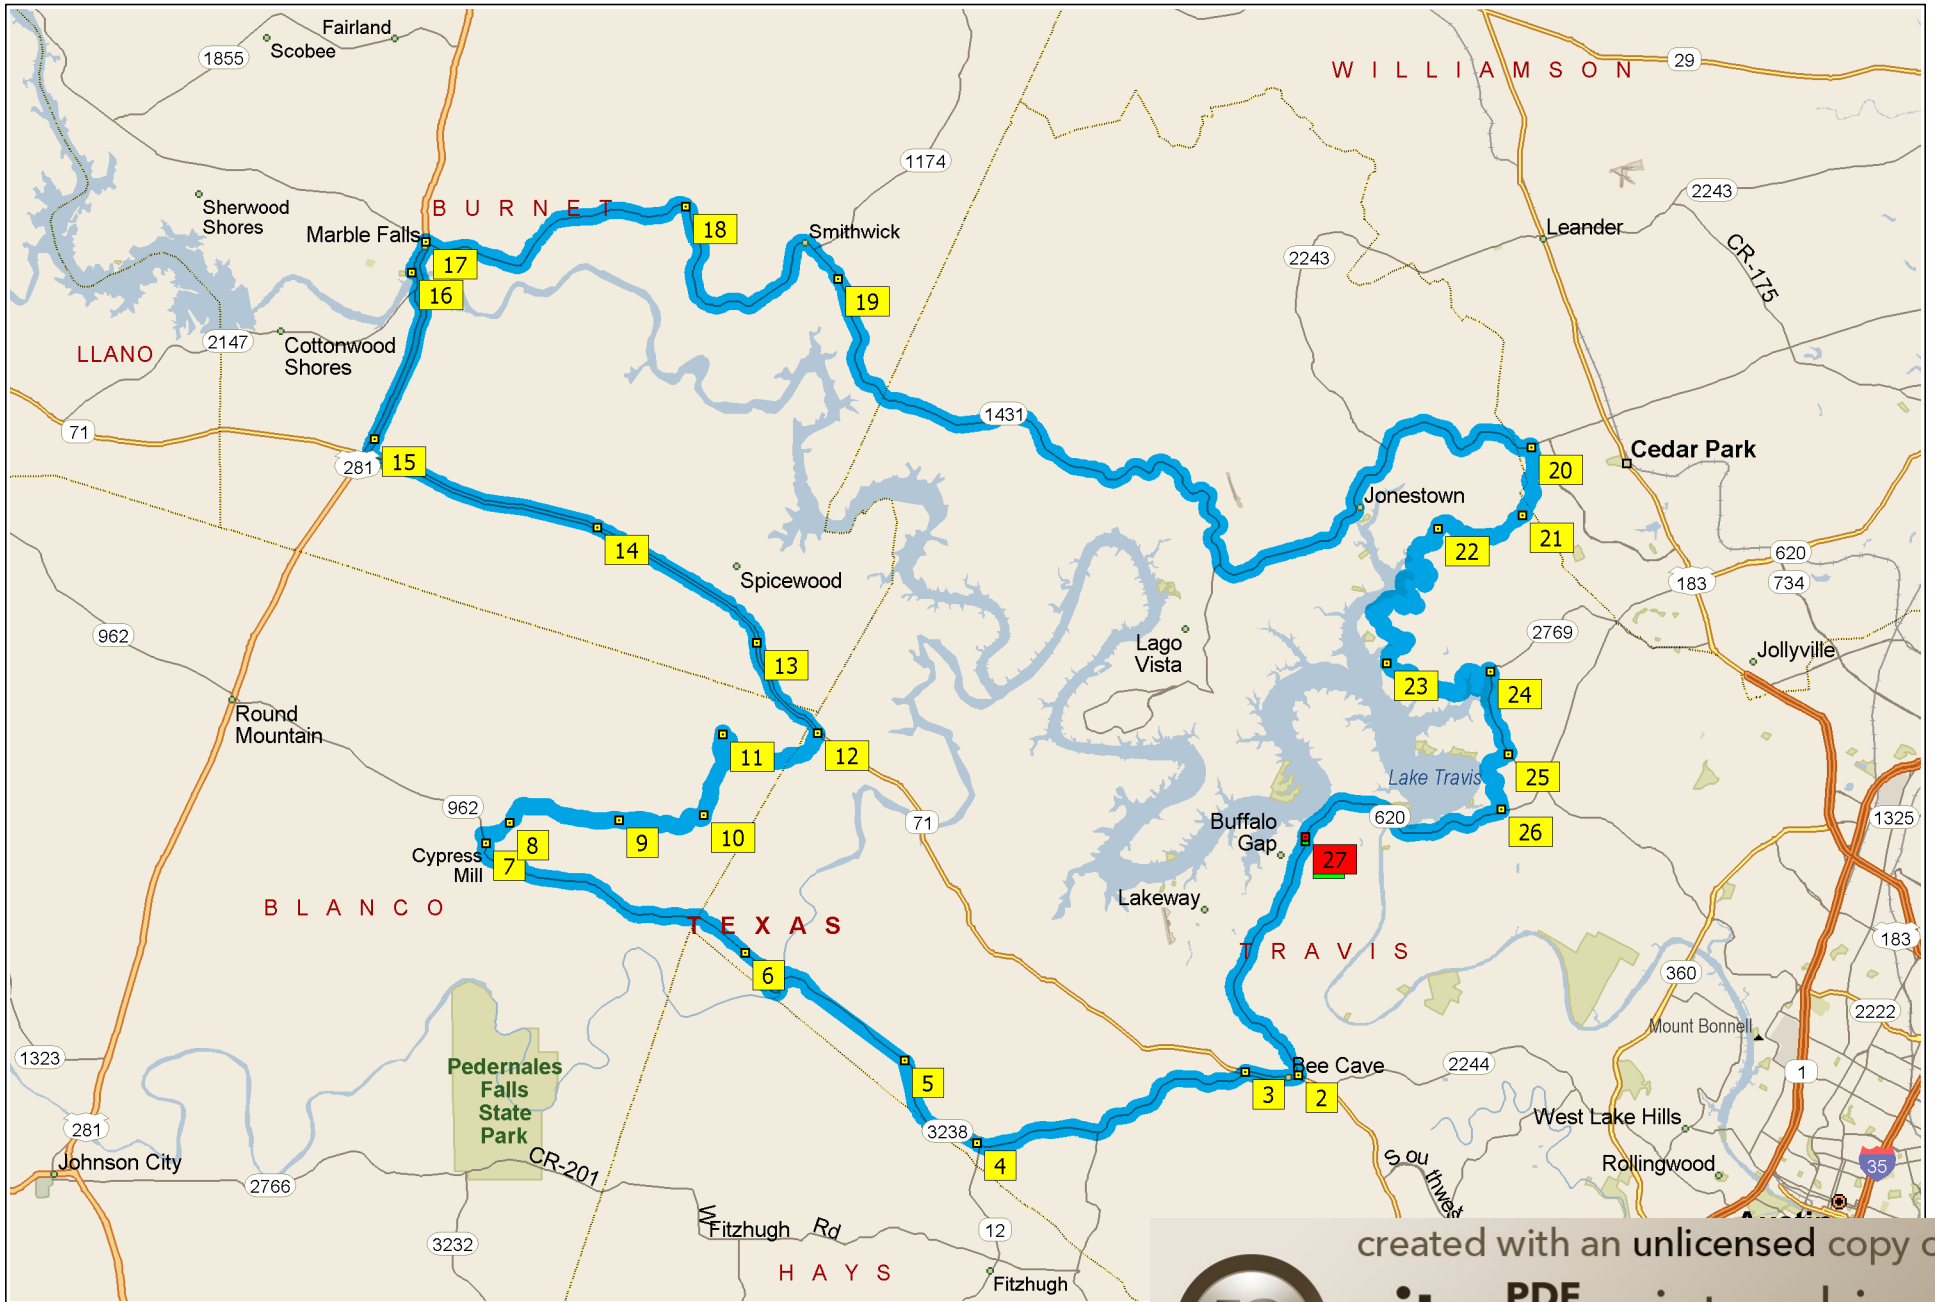 Fairland
Scobee
1855
WILLIAMSON
29
1174
2243
Sherwood
Shores
BURNET
Marble Falls
18
Smithwick
Leander
2243
CR-175
17
16
19
2147
Cottonwood
Shores
LLANO
1431
71
281
15
20
Cedar Park
Jonestown
14
22
21
620
183
734
Spicewood
962
2769
Lago
Vista
Jollyville
13
23
24
Round
Mountain
11
12
Lake Travis
25
962
71
620
26
1325
Buffalo
Gap
10
9
8
7
Cypress
Mill
27
Lakeway
BLANCO
TEXAS
TRAVIS
183
6
360
2222
Mount Bonnell
1323
Pedernales
Falls
State
Park
5
Bee Cave
2244
1
3
2
281
3238
West Lake Hills
4
Johnson City
CR-201
2766
Southwest
Rollingwood
35
W
Fitzhugh Rd
12
3232
HAYS
Fitzhugh
Austin
created with an unlicensed copy o
PDF